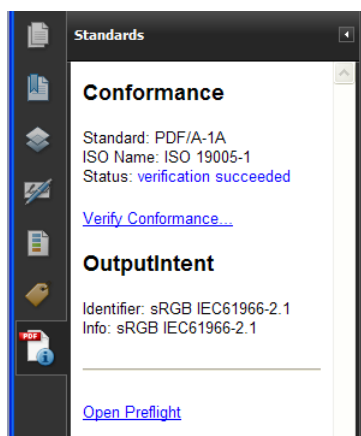 Standards
Conformance
Standard: PDF/A-1A
ISO Name: ISO 19005-1
Status: verification succeeded
Verify Conformance...
OutputIntent
Identifier: sRGB IEC61966-2.1
Info: sRGB IEC61966-2.1
PDF
Open Preflight